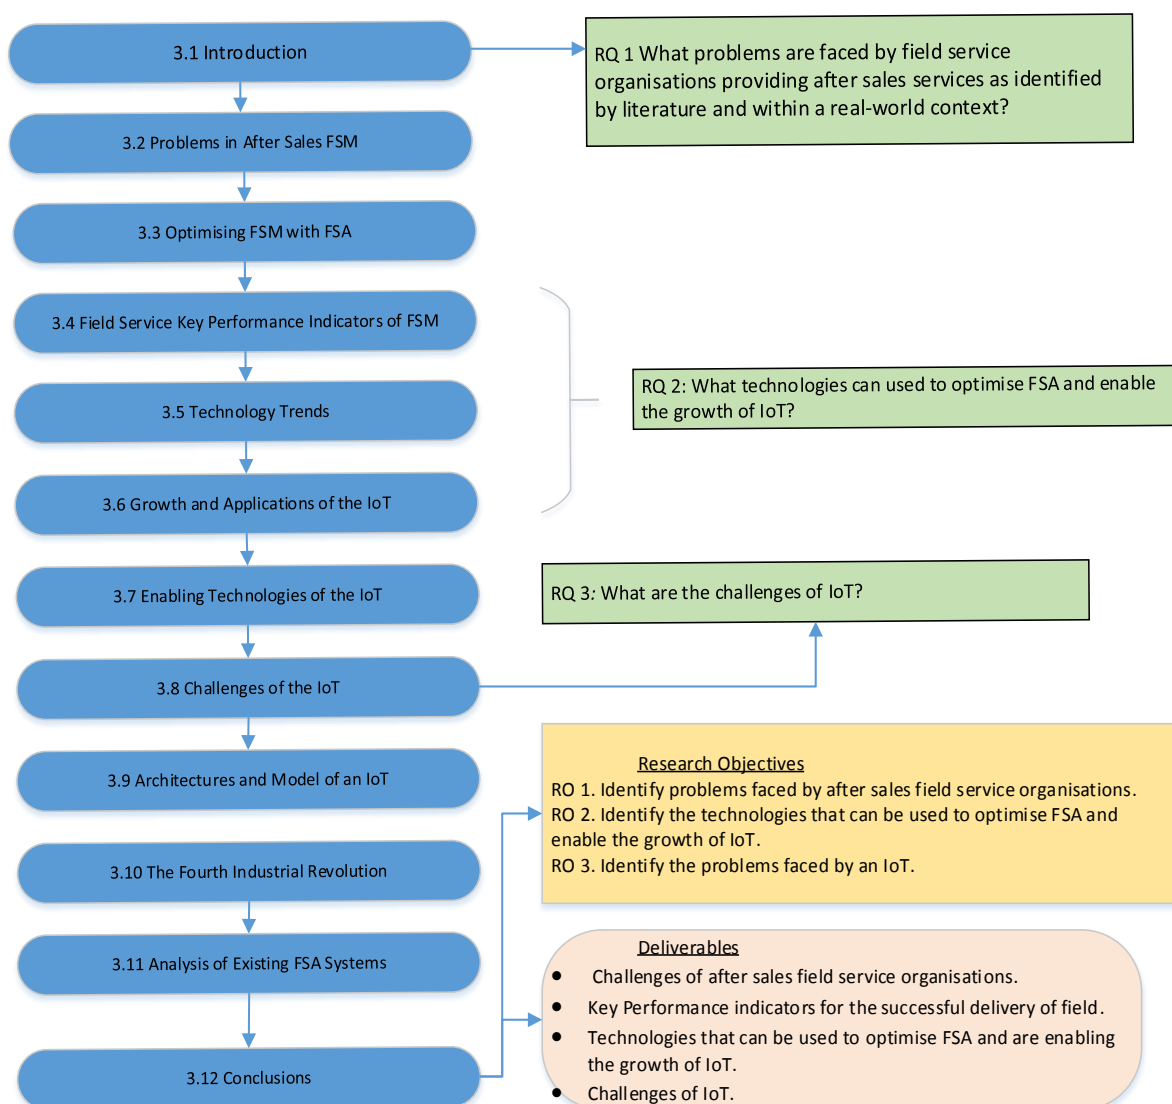 3.1 Introduction
RQ 1 What problems are faced by field service
organisations providing after sales services as identified
by literature and within a real-world context?
3.2 Problems in After Sales FSM
3.3 Optimising FSM with FSA
3.4 Field Service Key Performance Indicators of FSM
3.5 Technology Trends
RQ 2: What technologies can used to optimise FSA and enable
the growth of IoT?
3.6 Growth and Applications of the IoT
3.7 Enabling Technologies of the IoT
RQ 3: What are the challenges of IoT?
3.8 Challenges of the IoT
3.9 Architectures and Model of an IoT
Research Objectives
RO 1. Identify problems faced by after sales field service organisations.
RO 2. Identify the technologies that can be used to optimise FSA and
enable the growth of IoT.
RO 3. Identify the problems faced by an IoT.
3.10 The Fourth Industrial Revolution
3.11 Analysis of Existing FSA Systems
3.12 Conclusions
Deliverables
• Challenges of after sales field service organisations.
• Key Performance indicators for the successful delivery of field.
• Technologies that can be used to optimise FSA and are enabling
the growth of IoT.
• Challenges of IoT.